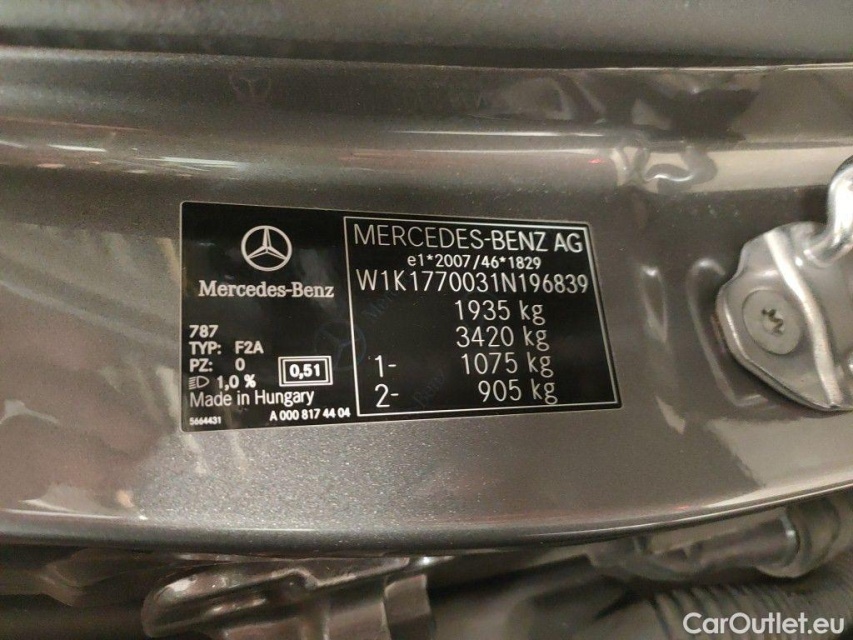 Mercedes-Benz
787
TYP: F2A
PZ: 0
1,0 %
0,51
Made in Hungary
5664431
A 000 817 44 04
MERCEDES-BENZ AG
e1*2007/46*1829
W1K1770031N196839
1935 kg
3420 kg
1- 1075 kg
2- 905 kg
CarOutlet.eu